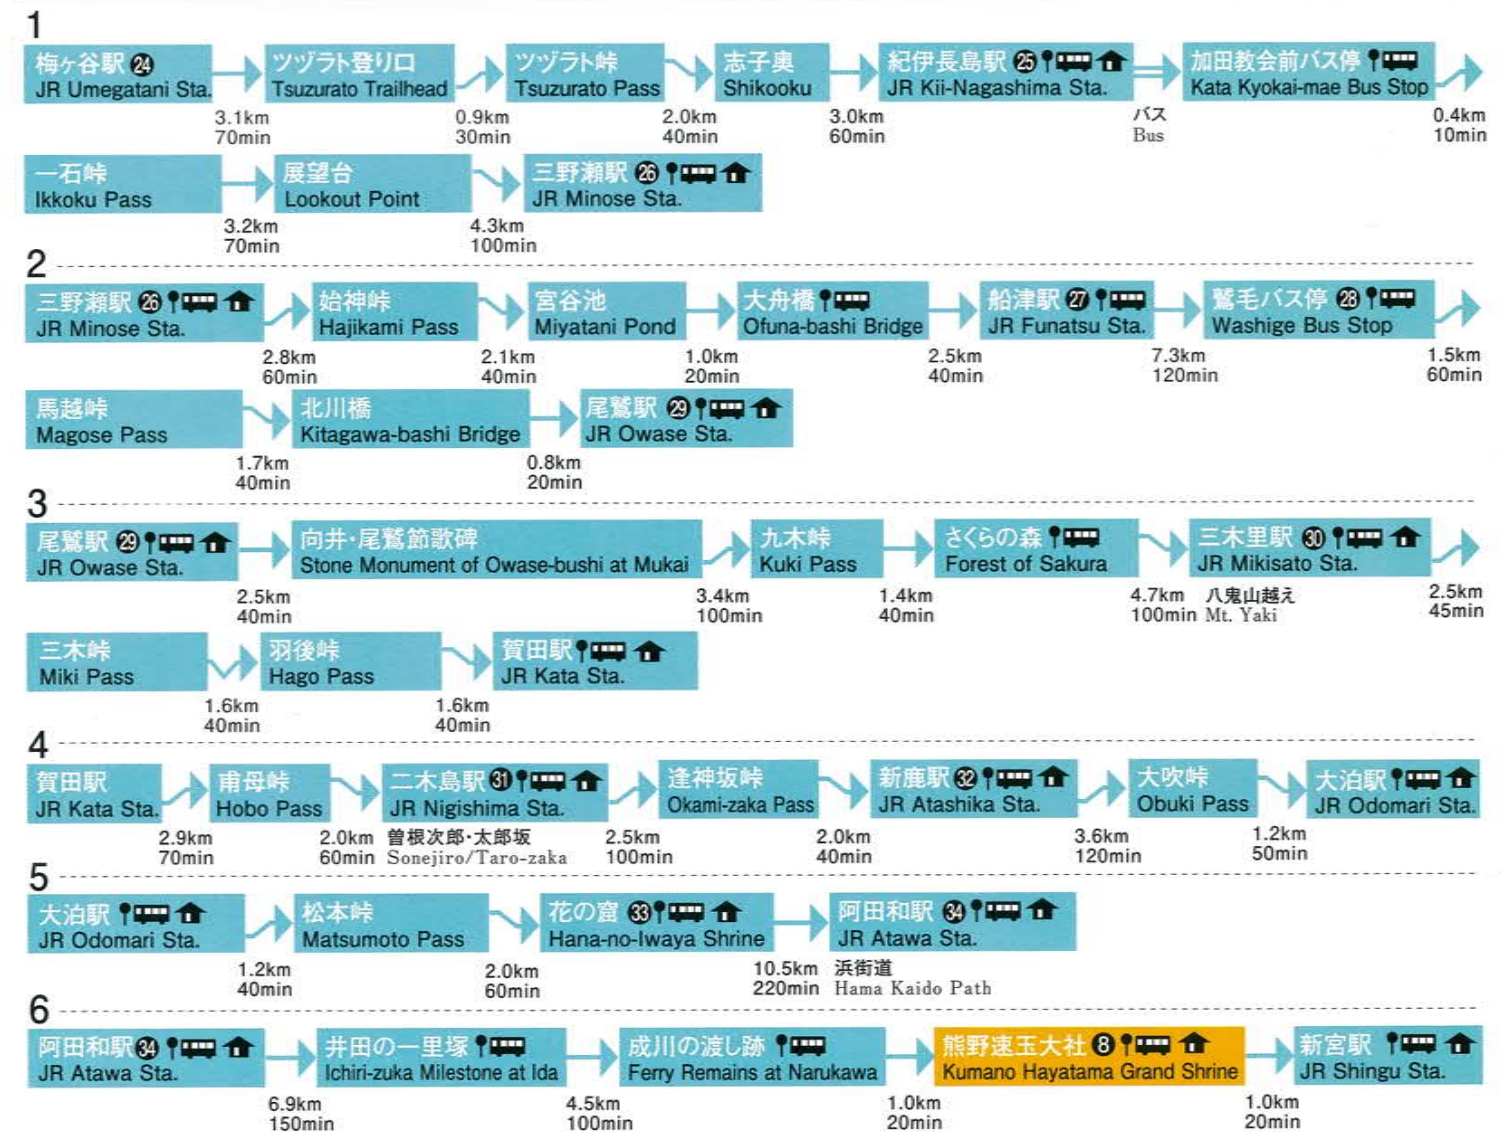 1
梅ヶ谷駅 24
JR Umegatani Sta.
3.1km
70min
ツヅラト登り口
Tsuzurato Trailhead
0.9km
30min
ツヅラト峠
Tsuzurato Pass
2.0km
40min
志子奥
Shikooku
3.0km
60min
紀伊長島駅 25
JR Kii-Nagashima Sta.
バス
Bus
加田教会前バス停
Kata Kyokai-mae Bus Stop
0.4km
10min
一石峠
Ikkoku Pass
3.2km
70min
展望台
Lookout Point
4.3km
100min
三野瀬駅 26
JR Minose Sta.
2
三野瀬駅 26
JR Minose Sta.
2.8km
60min
始神峠
Hajikami Pass
2.1km
40min
宮谷池
Miyatani Pond
1.0km
20min
大舟橋
Ofuna-bashi Bridge
2.5km
40min
船津駅 27
JR Funatsu Sta.
7.3km
120min
鷲毛バス停 28
Washige Bus Stop
1.5km
60min
馬越峠
Magose Pass
1.7km
40min
北川橋
Kitagawa-bashi Bridge
0.8km
20min
尾鷲駅 29
JR Owase Sta.
3
尾鷲駅 29
JR Owase Sta.
2.5km
40min
向井・尾鷲節歌碑
Stone Monument of Owase-bushi at Mukai
3.4km
100min
九木峠
Kuki Pass
1.4km
40min
さくらの森
Forest of Sakura
4.7km 八鬼山越え
100min Mt. Yaki
三木里駅 30
JR Mikisato Sta.
2.5km
45min
三木峠
Miki Pass
1.6km
40min
羽後峠
Hago Pass
1.6km
40min
賀田駅
JR Kata Sta.
4
賀田駅
JR Kata Sta.
2.9km
70min
甫母峠
Hobo Pass
2.0km 曽根次郎・太郎坂
60min Sonejiro/Taro-zaka
二木島駅 31
JR Nigishima Sta.
2.5km
100min
逢神坂峠
Okami-zaka Pass
2.0km
40min
新鹿駅 32
JR Atashika Sta.
3.6km
120min
大吹峠
Obuki Pass
1.2km
50min
大泊駅
JR Odomari Sta.
5
大泊駅
JR Odomari Sta.
1.2km
40min
松本峠
Matsumoto Pass
2.0km
60min
花の窟 33
Hana-no-Iwaya Shrine
10.5km 浜街道
220min Hama Kaido Path
阿田和駅 34
JR Atawa Sta.
6
阿田和駅 34
JR Atawa Sta.
6.9km
150min
井田の一里塚
Ichiri-zuka Milestone at Ida
4.5km
100min
成川の渡し跡
Ferry Remains at Narukawa
1.0km
20min
熊野速玉大社 8
Kumano Hayatama Grand Shrine
1.0km
20min
新宮駅
JR Shingu Sta.